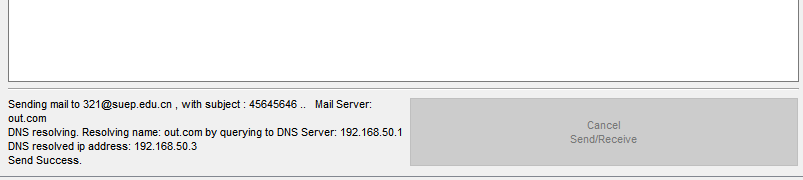 Sending mail to 321@suep.edu.cn , with subject : 45645646 .. Mail Server:
out.com
DNS resolving. Resolving name: out.com by querying to DNS Server: 192.168.50.1
DNS resolved ip address: 192.168.50.3
Send Success.
Cancel
Send/Receive